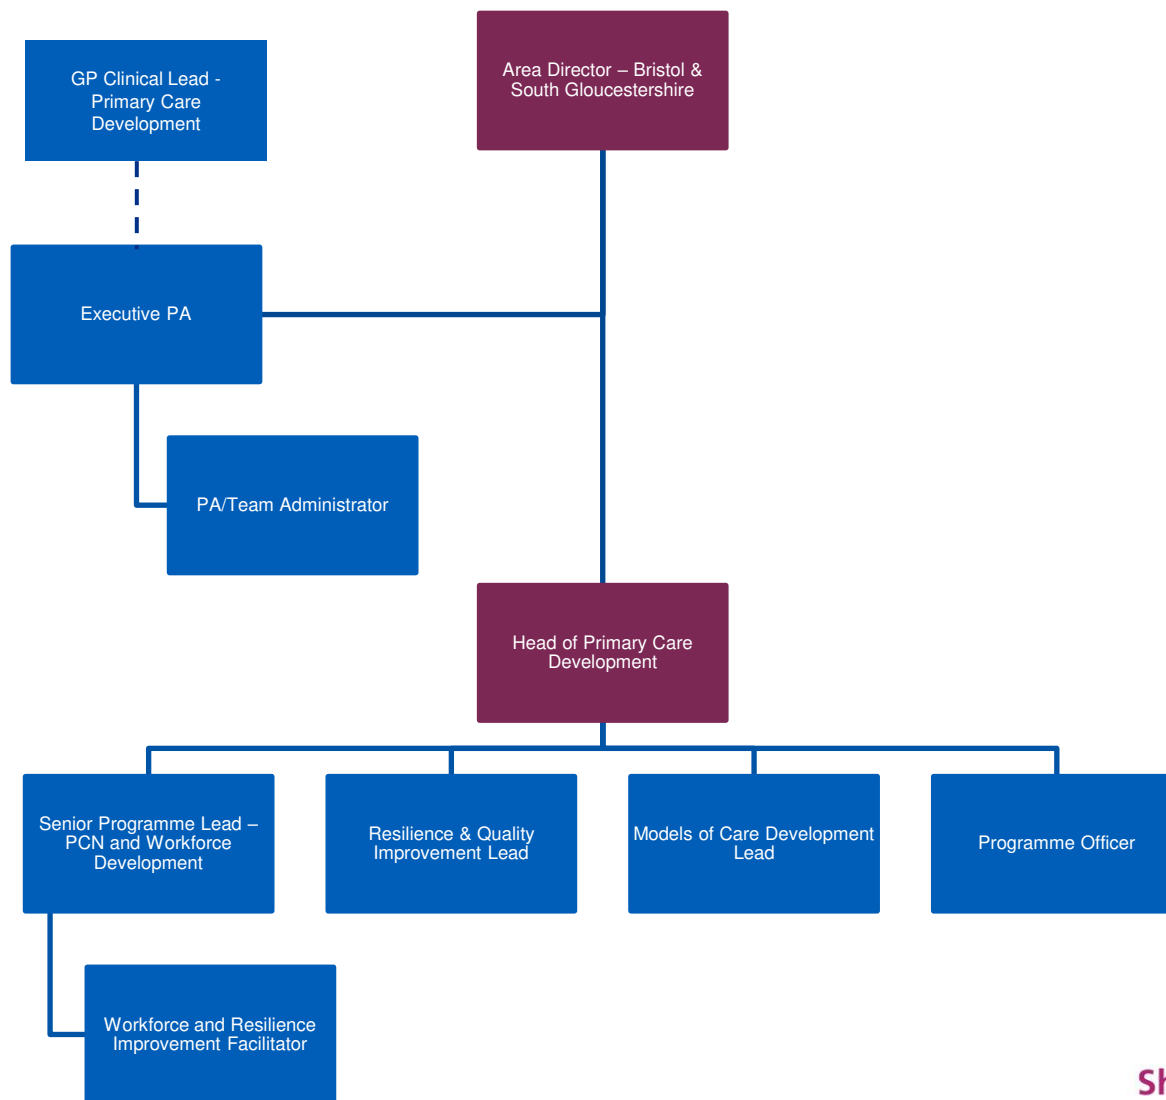 GP Clinical Lead -
Primary Care
Development
Area Director – Bristol &
South Gloucestershire
Executive PA
PA/Team Administrator
Head of Primary Care
Development
Senior Programme Lead –
PCN and Workforce
Development
Resilience & Quality
Improvement Lead
Models of Care Development
Lead
Programme Officer
Workforce and Resilience
Improvement Facilitator